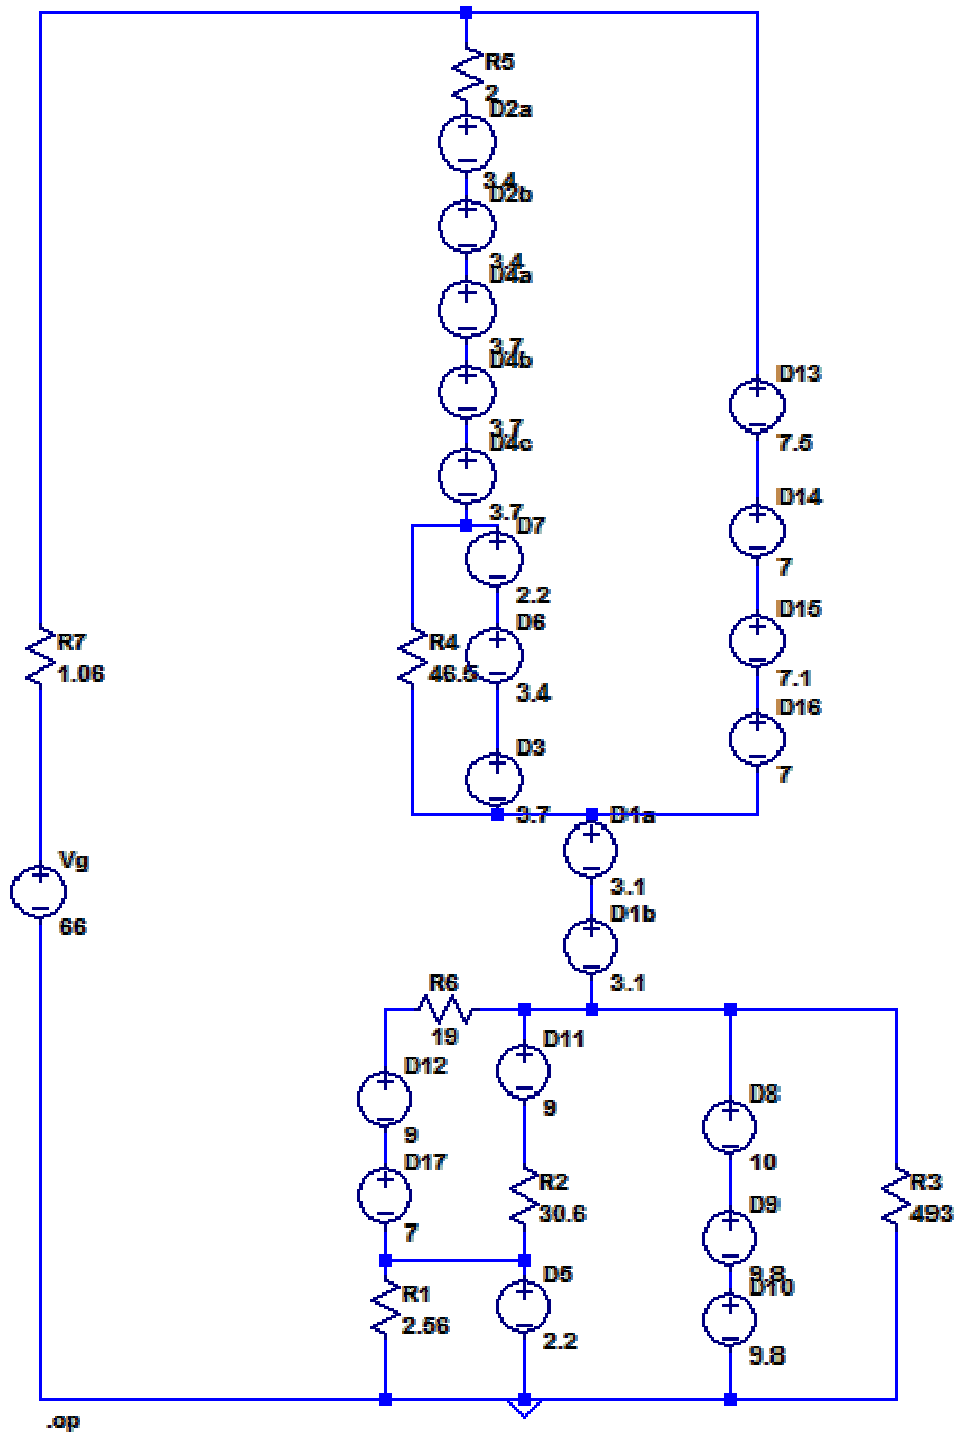 R5
2
D2a
3.4
D2b
3.4
D4a
3.7
D4b
3.7
D4c
3.7
D7
2.2
D6
3.4
D3
3.7
R4
46.5
D13
7.5
D14
7
D15
7.1
D16
7
R7
1.06
Vg
66
D1a
3.1
D1b
3.1
R6
19
D12
9
D17
7
D11
9
R2
30.6
D8
10
D9
9.8
D10
9.8
R3
493
R1
2.56
D5
2.2
.op